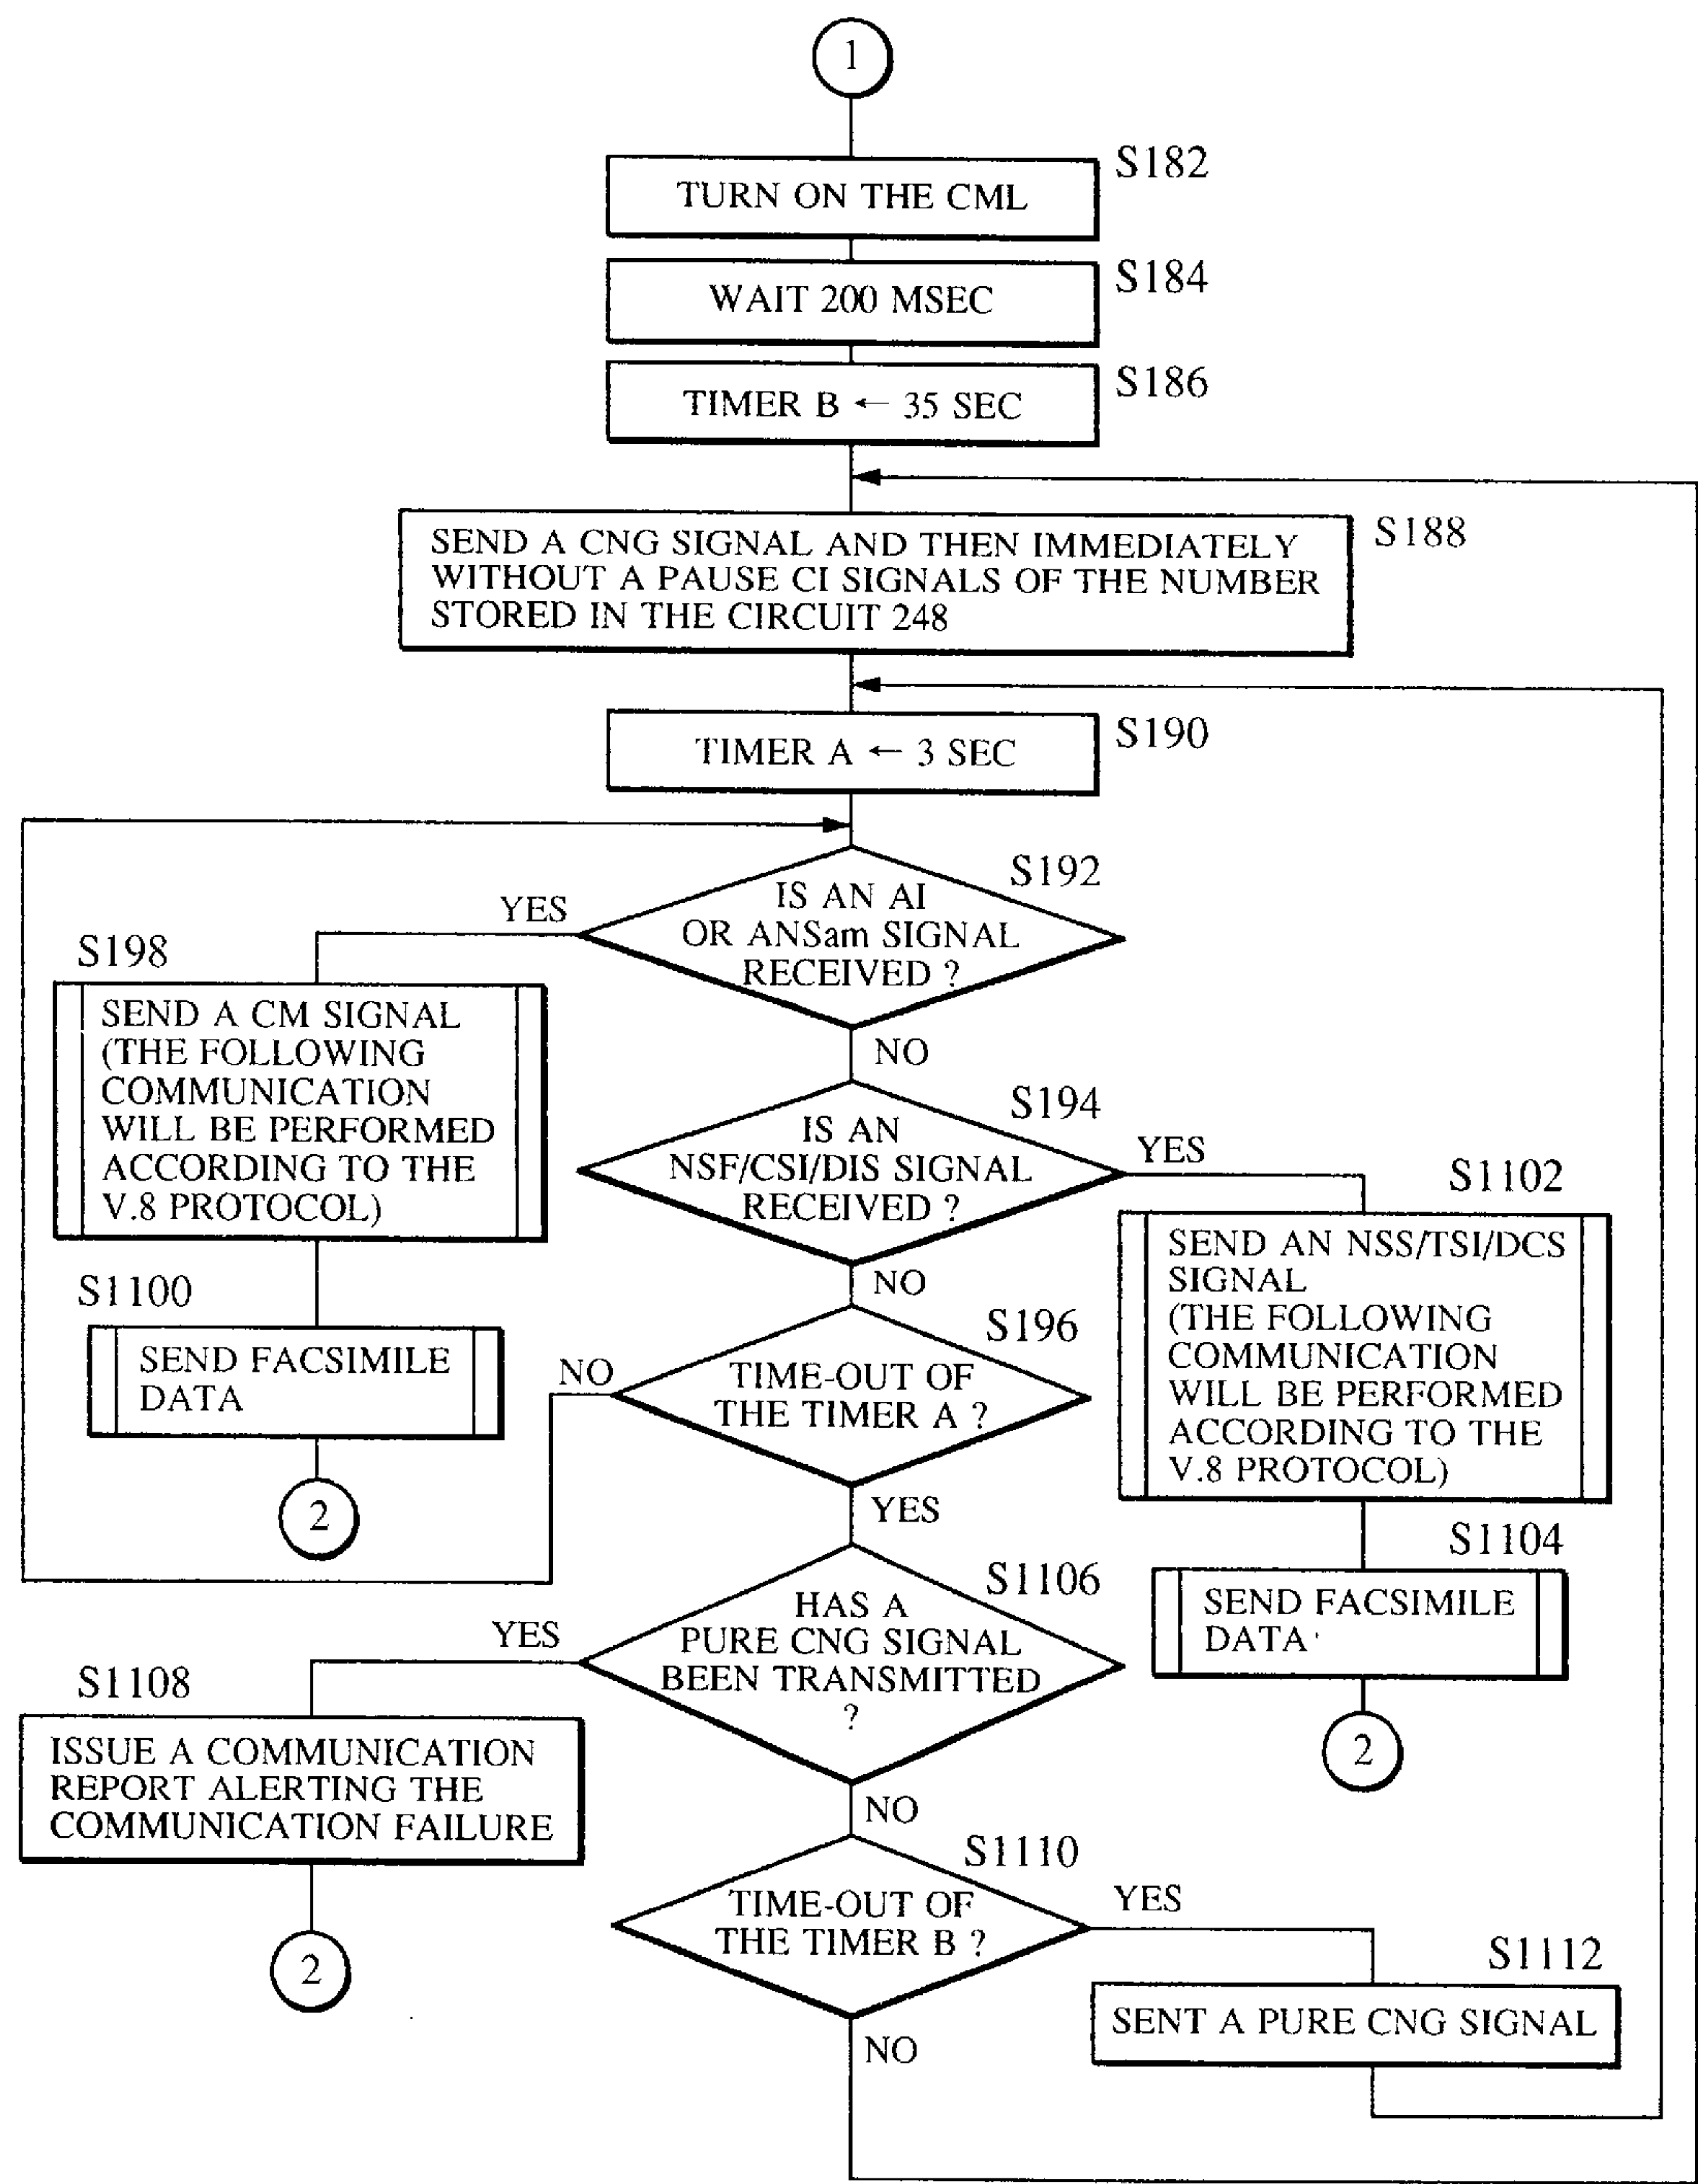 1
S182
TURN ON THE CML
S184
WAIT 200 MSEC
S186
TIMER B ← 35 SEC
S188
SEND A CNG SIGNAL AND THEN IMMEDIATELY
WITHOUT A PAUSE CI SIGNALS OF THE NUMBER
STORED IN THE CIRCUIT 248
S190
TIMER A ← 3 SEC
S192
IS AN AI
OR ANSam SIGNAL
RECEIVED ?
YES
NO
S198
SEND A CM SIGNAL
(THE FOLLOWING
COMMUNICATION
WILL BE PERFORMED
ACCORDING TO THE
V.8 PROTOCOL)
S1100
SEND FACSIMILE
DATA
2
S194
IS AN
NSF/CSI/DIS SIGNAL
RECEIVED ?
YES
NO
S1102
SEND AN NSS/TSI/DCS
SIGNAL
(THE FOLLOWING
COMMUNICATION
WILL BE PERFORMED
ACCORDING TO THE
V.8 PROTOCOL)
S1104
SEND FACSIMILE
DATA
2
S196
TIME-OUT OF
THE TIMER A ?
NO
YES
S1106
HAS A
PURE CNG SIGNAL
BEEN TRANSMITTED
?
YES
NO
S1108
ISSUE A COMMUNICATION
REPORT ALERTING THE
COMMUNICATION FAILURE
2
S1110
TIME-OUT OF
THE TIMER B ?
YES
NO
S1112
SENT A PURE CNG SIGNAL